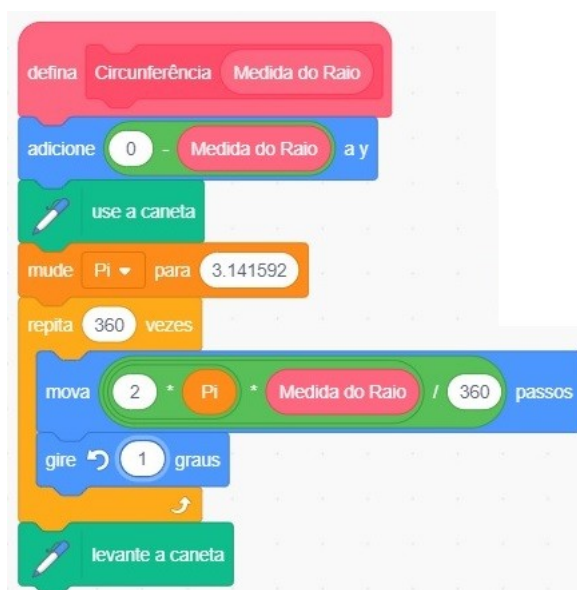 defina Circunferência Medida do Raio
adicione 0 - Medida do Raio a y
use a caneta
mude Pi para 3.141592
repita 360 vezes
mova 2 * Pi * Medida do Raio / 360 passos
gire 1 graus
levante a caneta